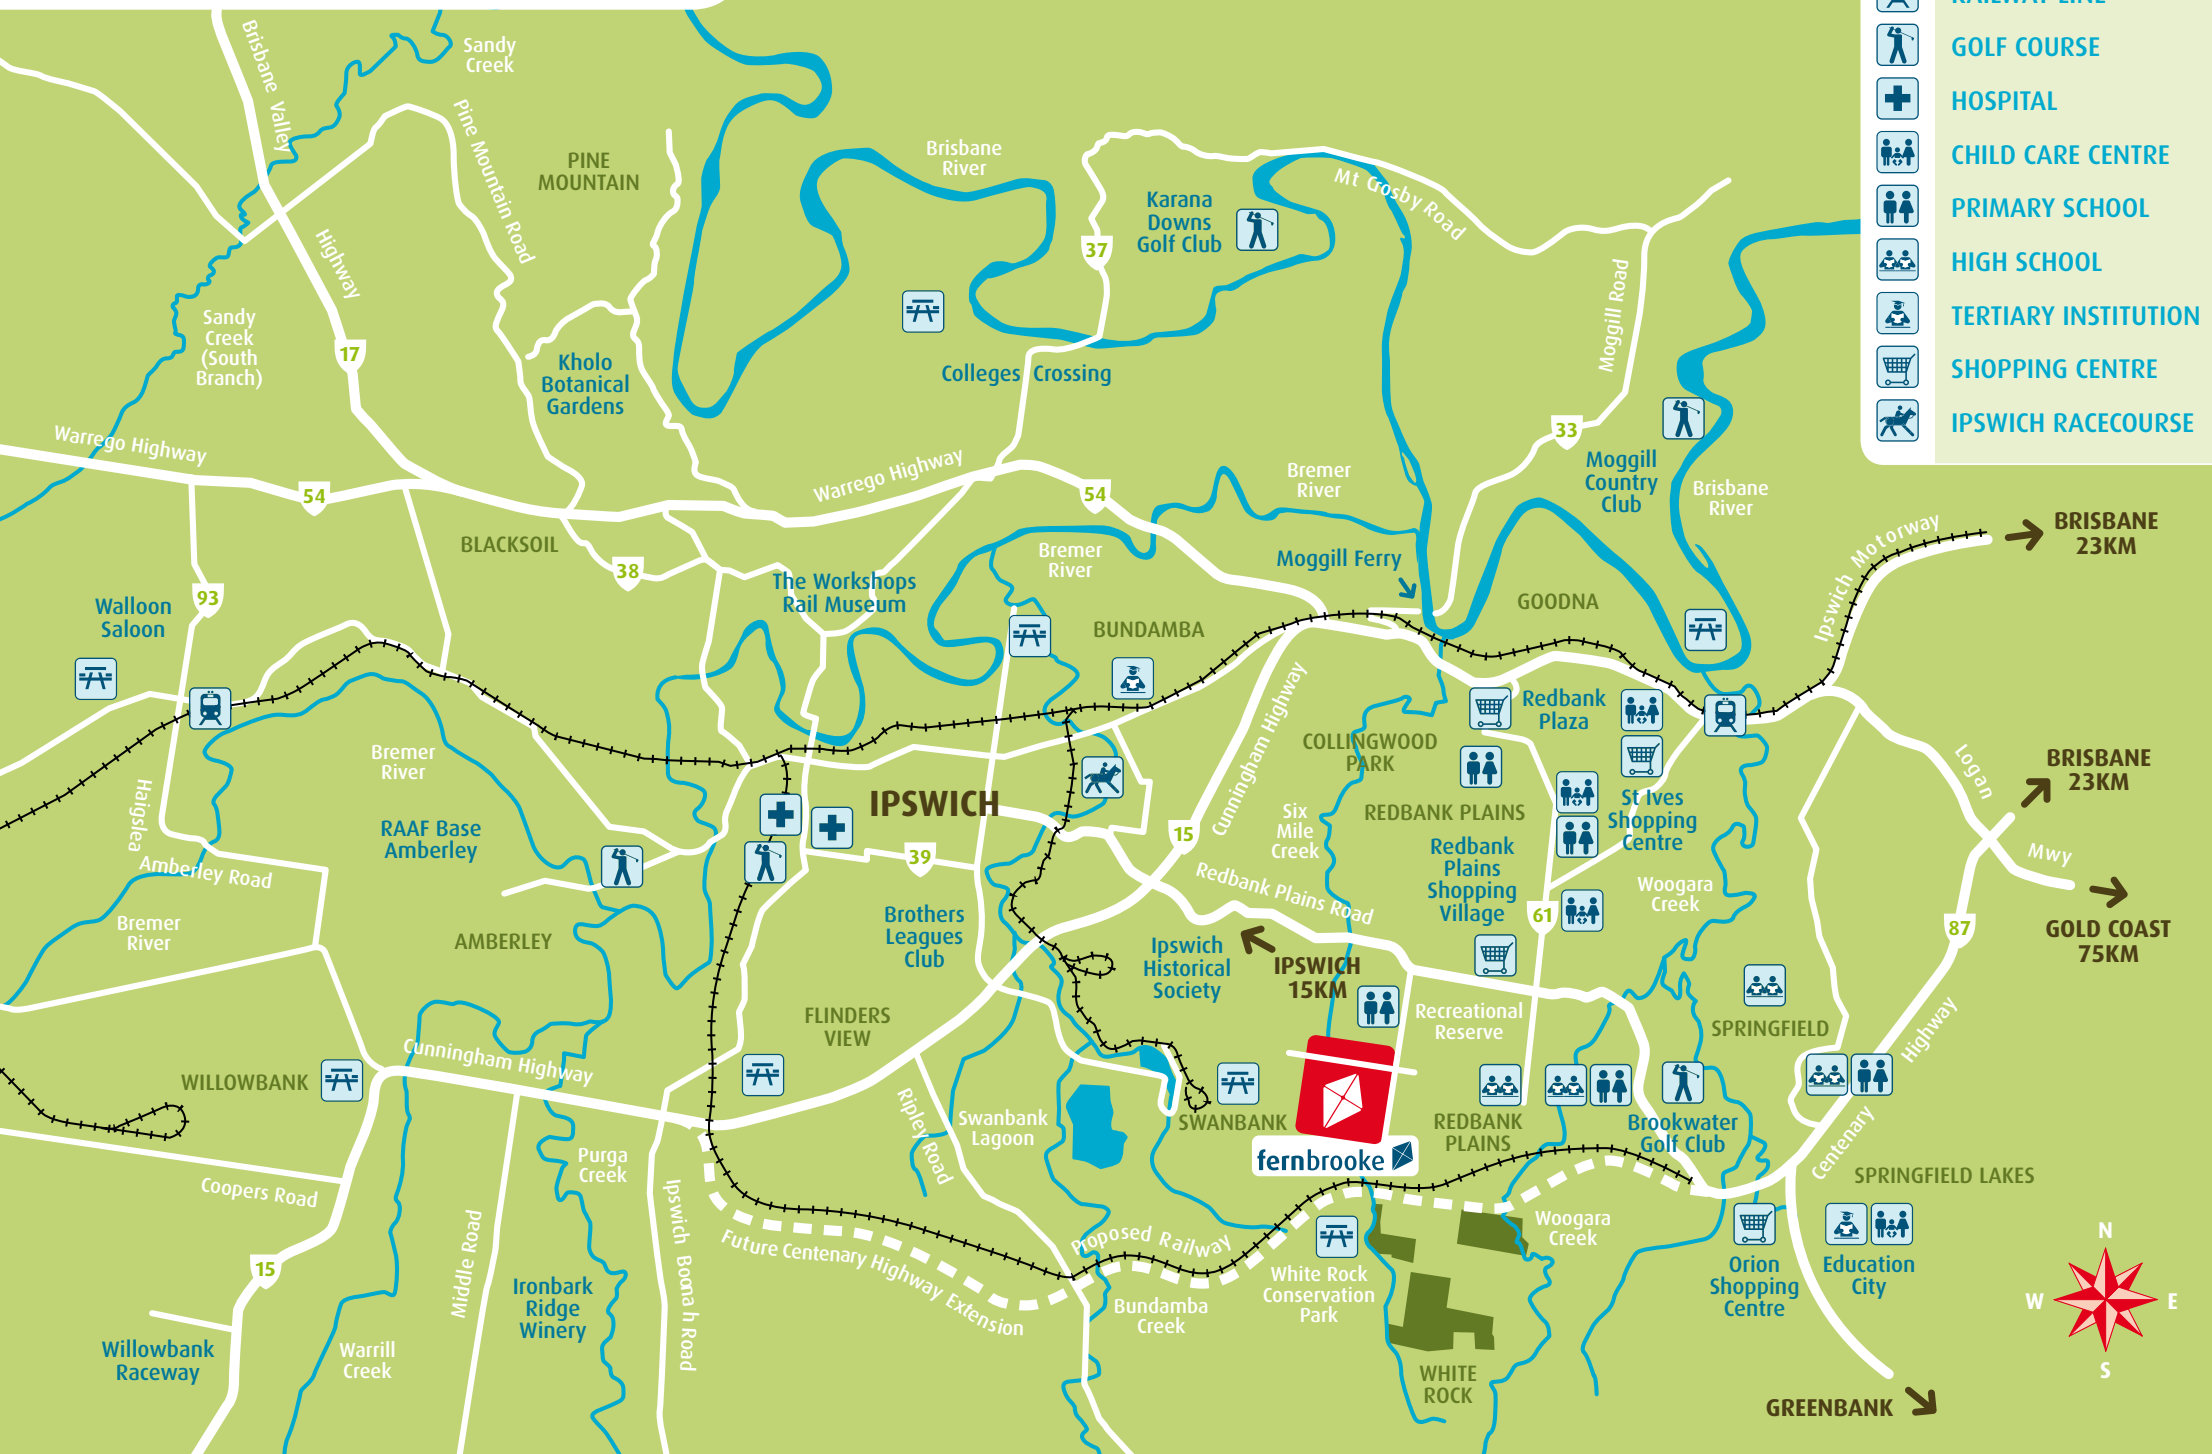 RAILWAY LINE
GOLF COURSE
HOSPITAL
CHILD CARE CENTRE
PRIMARY SCHOOL
HIGH SCHOOL
TERTIARY INSTITUTION
SHOPPING CENTRE
IPSWICH RACECOURSE
Brisbane Valley
Highway
Sandy
Creek
Pine Mountain Road
PINE
MOUNTAIN
Brisbane
River
Karana
Downs
Golf Club
37
Mt Crosby Road
Moggill Road
Sandy
Creek
(South
Branch)
17
Kholo
Botanical
Gardens
Colleges Crossing
33
Warrego Highway
54
Warrego Highway
54
Bremer
River
Moggill
Country
Club
Brisbane
River
Ipswich Motorway
BRISBANE
23KM
BLACKSOIL
38
Bremer
River
Moggill Ferry
The Workshops
Rail Museum
93
Walloon
Saloon
BUNDAMBA
GOODNA
Redbank
Plaza
Cunningham Highway
COLLINGWOOD
PARK
Bremer
River
Haigslea
Amberley Road
Logan
Mwy
BRISBANE
23KM
IPSWICH
RAAF Base
Amberley
39
15
Six
Mile
Creek
REDBANK PLAINS
St Ives
Shopping
Centre
Redbank
Plains
Shopping
Village
Redbank Plains Road
61
Woogara
Creek
GOLD COAST
75KM
87
Bremer
River
AMBERLEY
Brothers
Leagues
Club
Ipswich
Historical
Society
IPSWICH
15KM
Recreational
Reserve
SPRINGFIELD
FLINDERS
VIEW
Cunningham Highway
Centenary
Highway
WILLOWBANK
Ripley Road
Swanbank
Lagoon
SWANBANK
REDBANK
PLAINS
Brookwater
Golf Club
fernbrooke
Purga
Creek
Coopers Road
SPRINGFIELD LAKES
Middle Road
Ipswich Boonah Road
Future Centenary Highway Extension
Proposed Railway
Woogara
Creek
15
Ironbark
Ridge
Winery
White Rock
Conservation
Park
Bundamba
Creek
Orion
Shopping
Centre
Education
City
Willowbank
Raceway
Warrill
Creek
WHITE
ROCK
GREENBANK
N
W
E
S